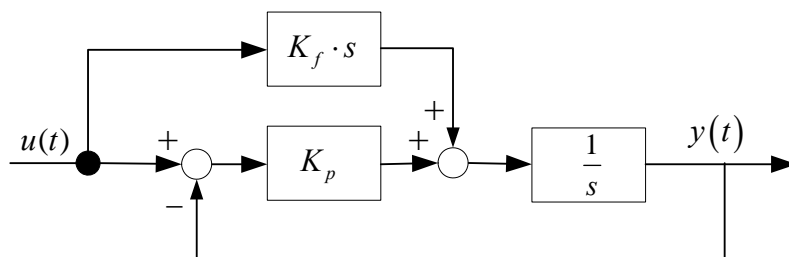 K_f · s
+
u(t)
+
K_p
+
1/s
y(t)
−